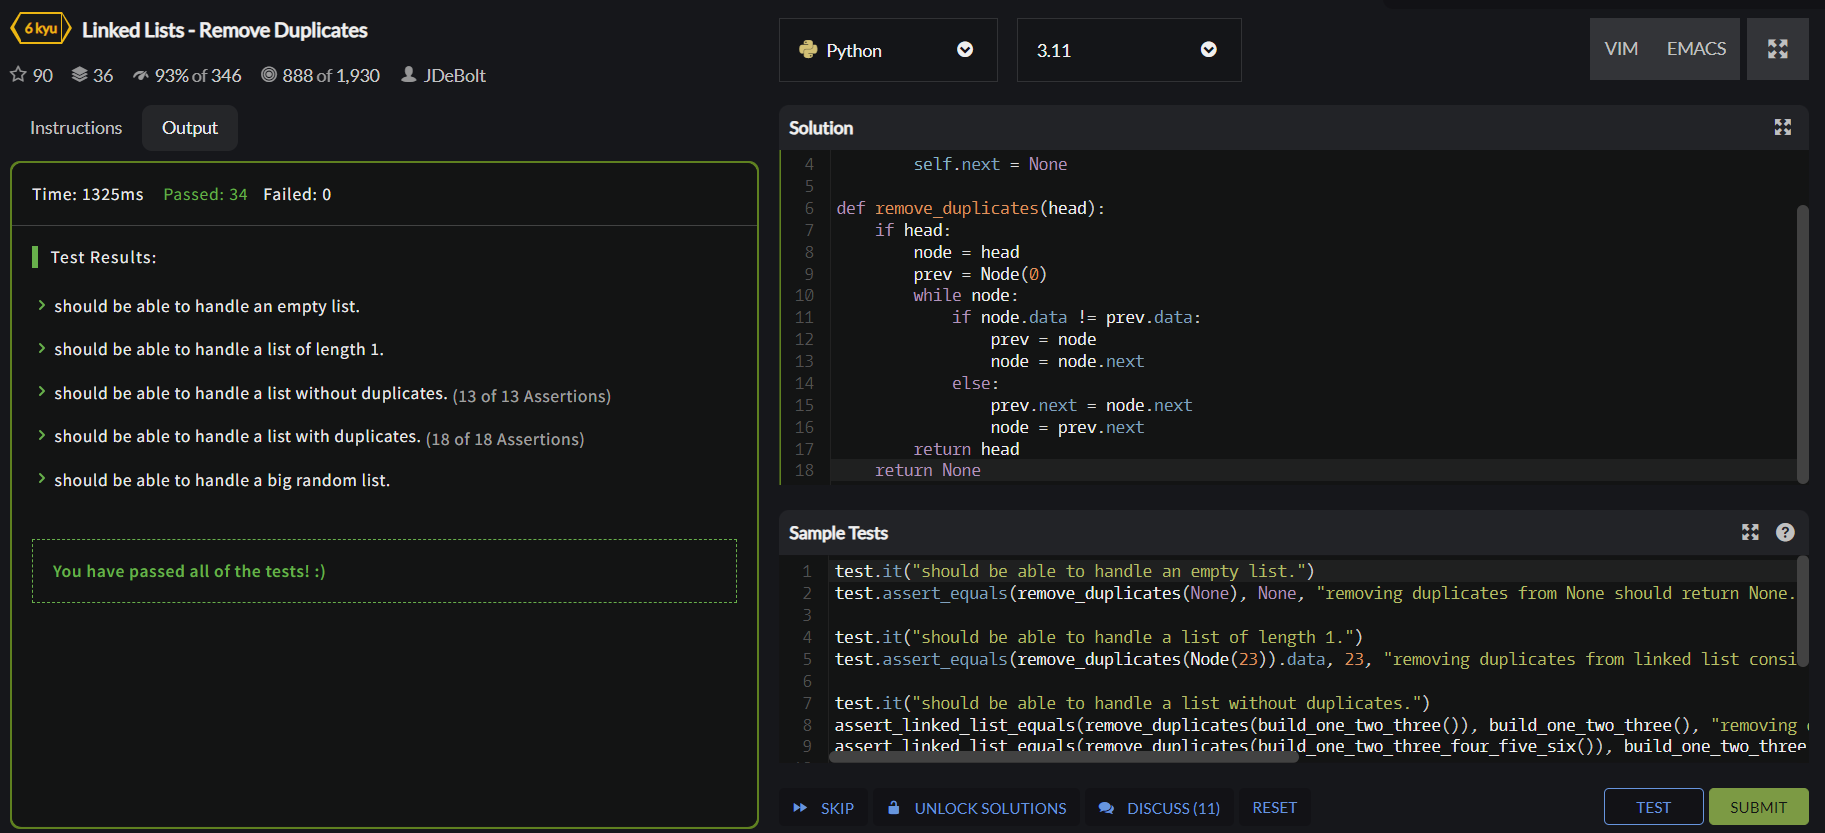 6 kyu Linked Lists - Remove Duplicates
90 36 93% of 346 888 of 1,930 JDeBolt
Instructions Output
Time: 1325ms Passed: 34 Failed: 0
Test Results:
should be able to handle an empty list.
should be able to handle a list of length 1.
should be able to handle a list without duplicates. (13 of 13 Assertions)
should be able to handle a list with duplicates. (18 of 18 Assertions)
should be able to handle a big random list.
You have passed all of the tests! :)
Python 3.11 VIM EMACS
Solution
4         self.next = None
5
6 def remove_duplicates(head):
7     if head:
8         node = head
9         prev = Node(0)
10         while node:
11             if node.data != prev.data:
12                 prev = node
13                 node = node.next
14             else:
15                 prev.next = node.next
16                 node = prev.next
17         return head
18     return None
Sample Tests ?
1 test.it("should be able to handle an empty list.")
2 test.assert_equals(remove_duplicates(None), None, "removing duplicates from None should return None.
3
4 test.it("should be able to handle a list of length 1.")
5 test.assert_equals(remove_duplicates(Node(23)).data, 23, "removing duplicates from linked list consi
6
7 test.it("should be able to handle a list without duplicates.")
8 assert_linked_list_equals(remove_duplicates(build_one_two_three()), build_one_two_three(), "removing
9 assert_linked_list_equals(remove_duplicates(build_one_two_three_four_five_six()), build_one_two_three
SKIP UNLOCK SOLUTIONS DISCUSS (11) RESET TEST SUBMIT